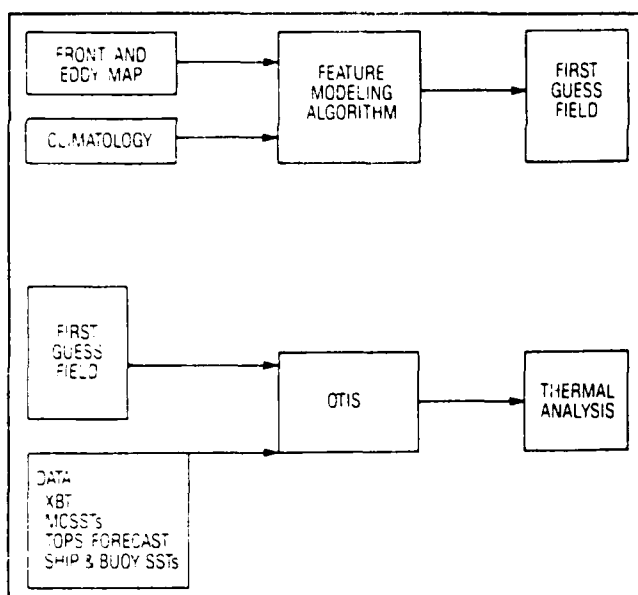 FRONT AND
EDDY MAP
CLIMATOLOGY
FEATURE
MODELING
ALGORITHM
FIRST
GUESS
FIELD
FIRST
GUESS
FIELD
OTIS
THERMAL
ANALYSIS
DATA
XBT
MCSSTs
TOPS FORECAST
SHIP & BUOY SSTs